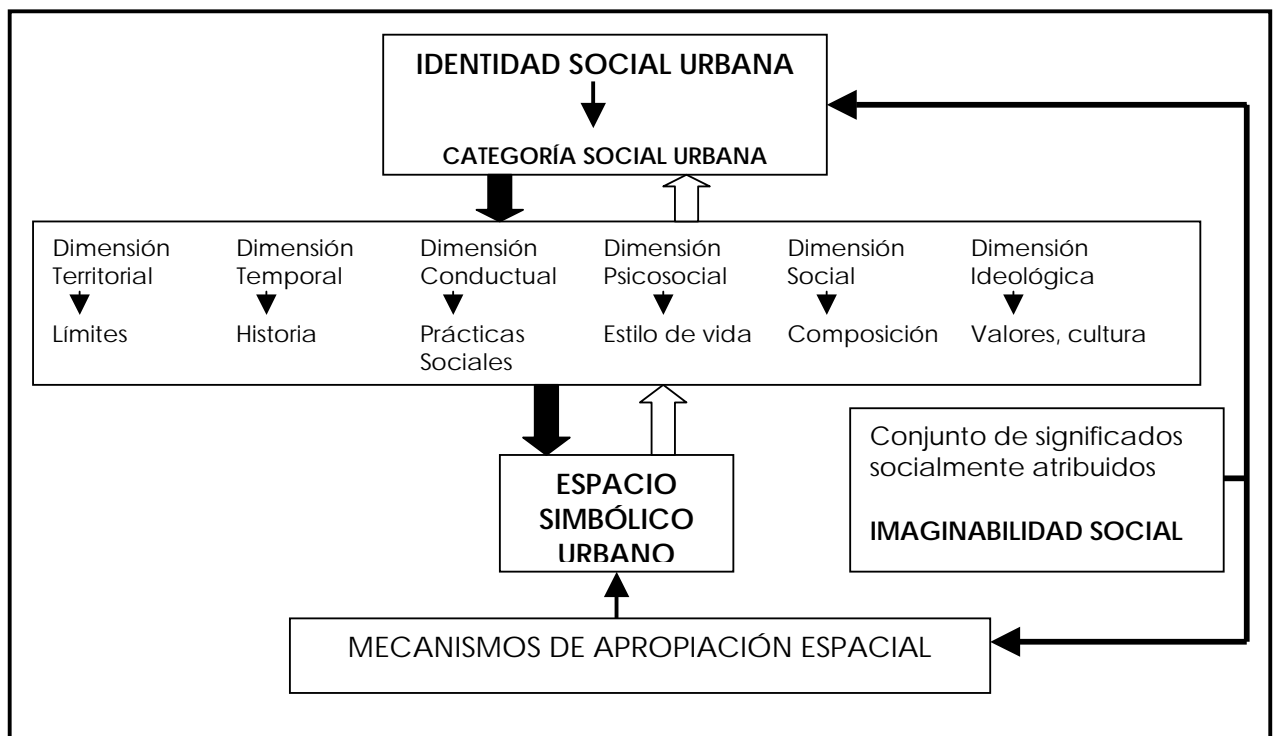 IDENTIDAD SOCIAL URBANA
CATEGORÍA SOCIAL URBANA
Dimensión
Territorial
Límites
Dimensión
Temporal
Historia
Dimensión
Conductual
Prácticas
Sociales
Dimensión
Psicosocial
Estilo de vida
Dimensión
Social
Composición
Dimensión
Ideológica
Valores, cultura
Conjunto de significados
socialmente atribuidos
IMAGINABILIDAD SOCIAL
ESPACIO
SIMBÓLICO
URBANO
MECANISMOS DE APROPIACIÓN ESPACIAL